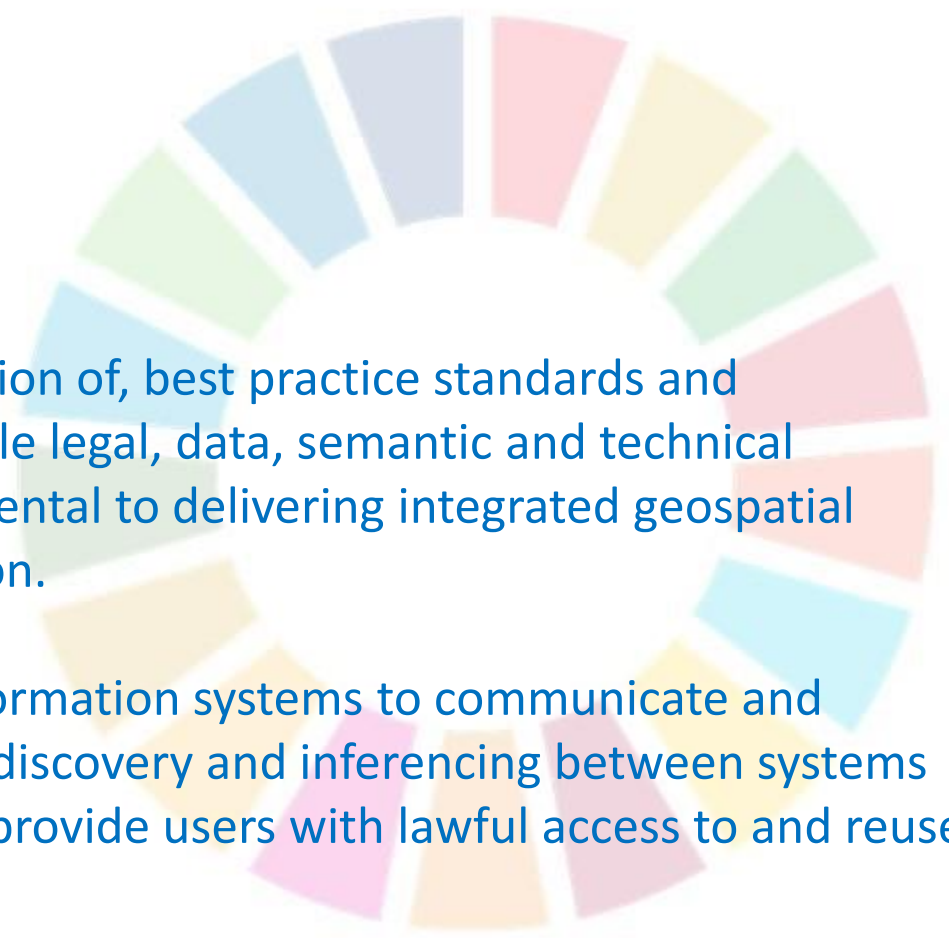 ion of, best practice standards and
le legal, data, semantic and technical
ental to delivering integrated geospatial
on.
ormation systems to communicate and
discovery and inferencing between systems
provide users with lawful access to and reuse